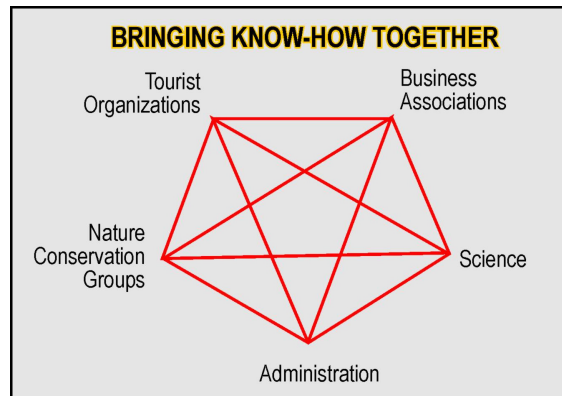 BRINGING KNOW-HOW TOGETHER
Tourist
Organizations
Business
Associations
Nature
Conservation
Groups
Science
Administration